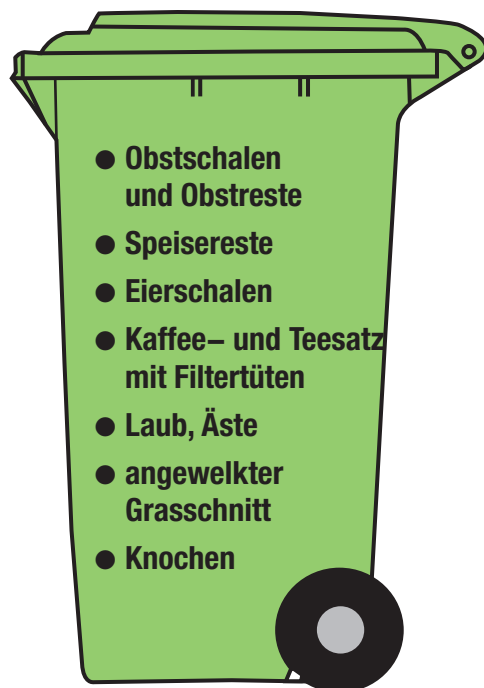 ● Obstschalen
und Obstreste
● Speisereste
● Eierschalen
● Kaffee– und Teesatz
mit Filtertüten
● Laub, Äste
● angewelkter
Grasschnitt
● Knochen